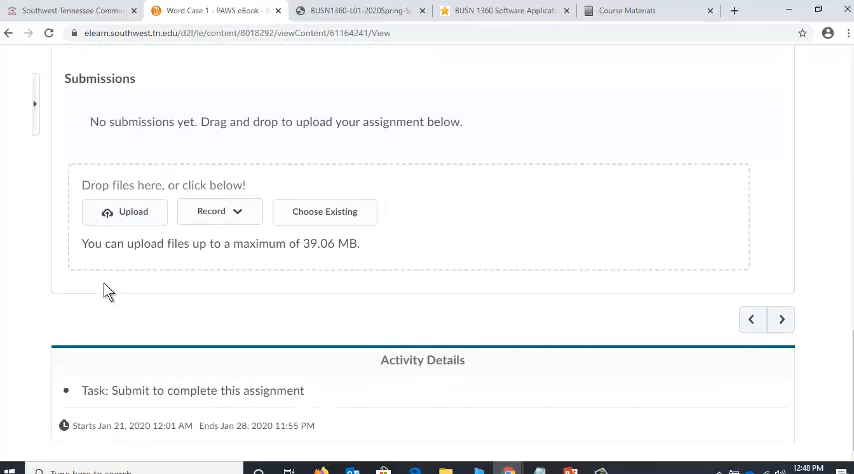 Southwest Tennessee Commu
Word Case 1 - PAWS eBook -
BUSN1360-L01-2020Spring-S
BUSN 1360 Software Applicati
Course Materials
elearn.southwest.tn.edu/d2l/le/content/8018292/viewContent/61164241/View
Submissions
No submissions yet. Drag and drop to upload your assignment below.
Drop files here, or click below!
Upload
Record
Choose Existing
You can upload files up to a maximum of 39.06 MB.
Activity Details
Task: Submit to complete this assignment
Starts Jan 21, 2020 12:01 AM Ends Jan 28, 2020 11:55 PM
Type here to search
12:48 PM